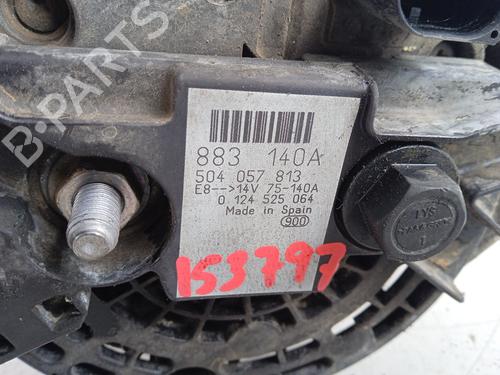 883 140A
504 057 813
E8-->14V 75-140A
0 124 525 064
Made in Spain
900
153797
B-PARTS